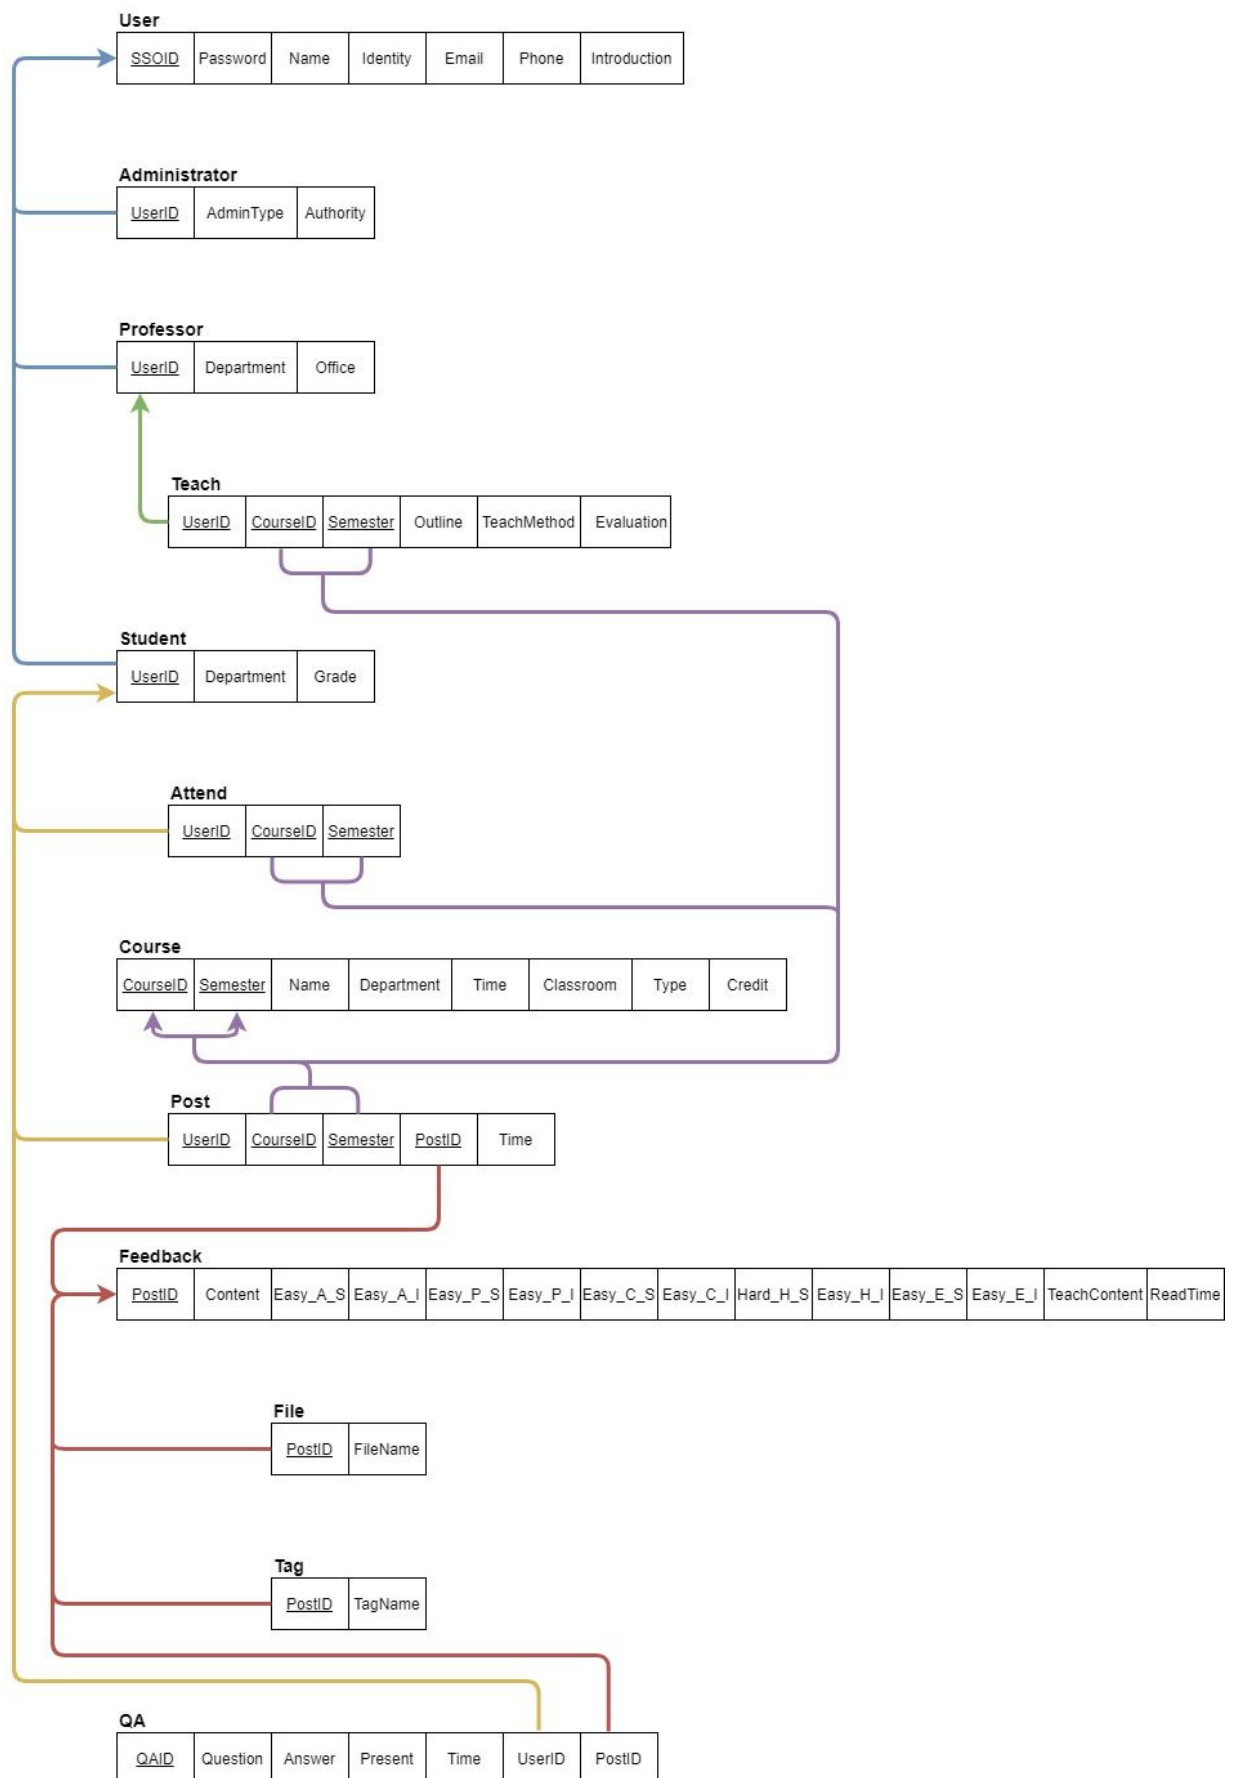 User
SSOID Password Name Identity Email Phone Introduction
Administrator
UserID AdminType Authority
Professor
UserID Department Office
Teach
UserID CourseID Semester Outline TeachMethod Evaluation
Student
UserID Department Grade
Attend
UserID CourseID Semester
Course
CourseID Semester Name Department Time Classroom Type Credit
Post
UserID CourseID Semester PostID Time
Feedback
PostID Content Easy_A_S Easy_A_I Easy_P_S Easy_P_I Easy_C_S Easy_C_I Hard_H_S Easy_H_I Easy_E_S Easy_E_I TeachContent ReadTime
File
PostID FileName
Tag
PostID TagName
QA
QAID Question Answer Present Time UserID PostID